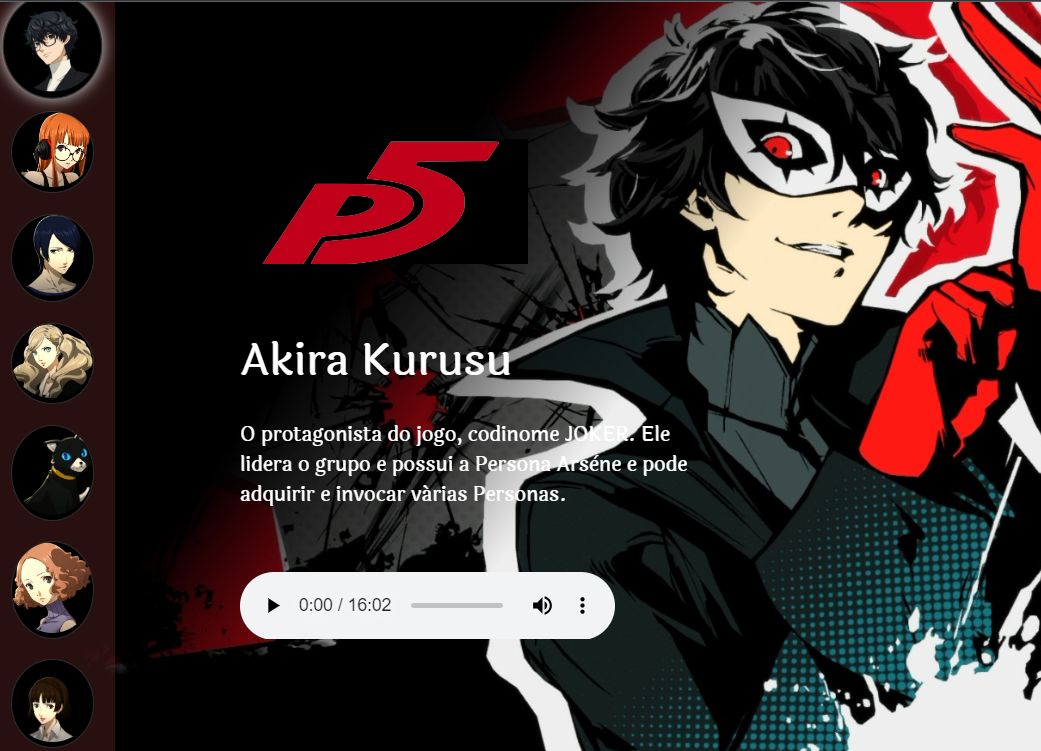 P5
Akira Kurusu
O protagonista do jogo, codinome JOKER. Ele
lidera o grupo e possui a Persona Arséne e pode
adquirir e invocar vàrias Personas.
0:00 / 16:02